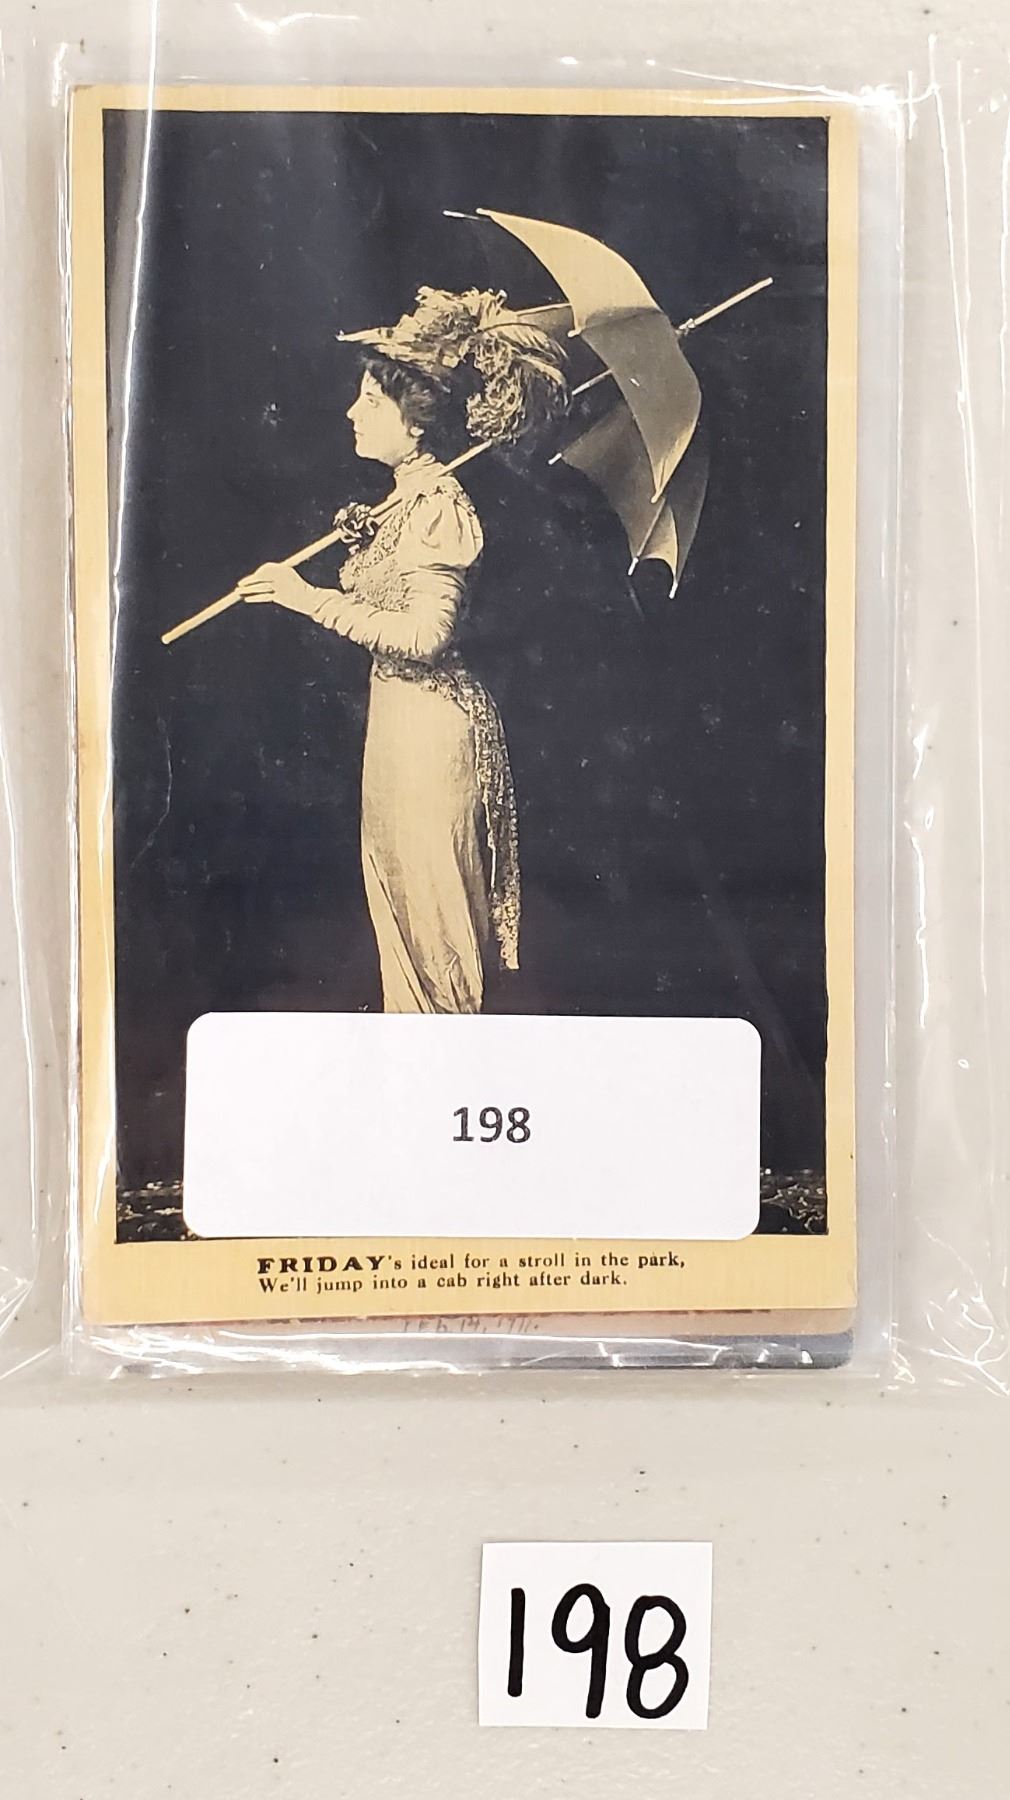 198
FRIDAY's ideal for a stroll in the park,
We'll jump into a cab right after dark.
198